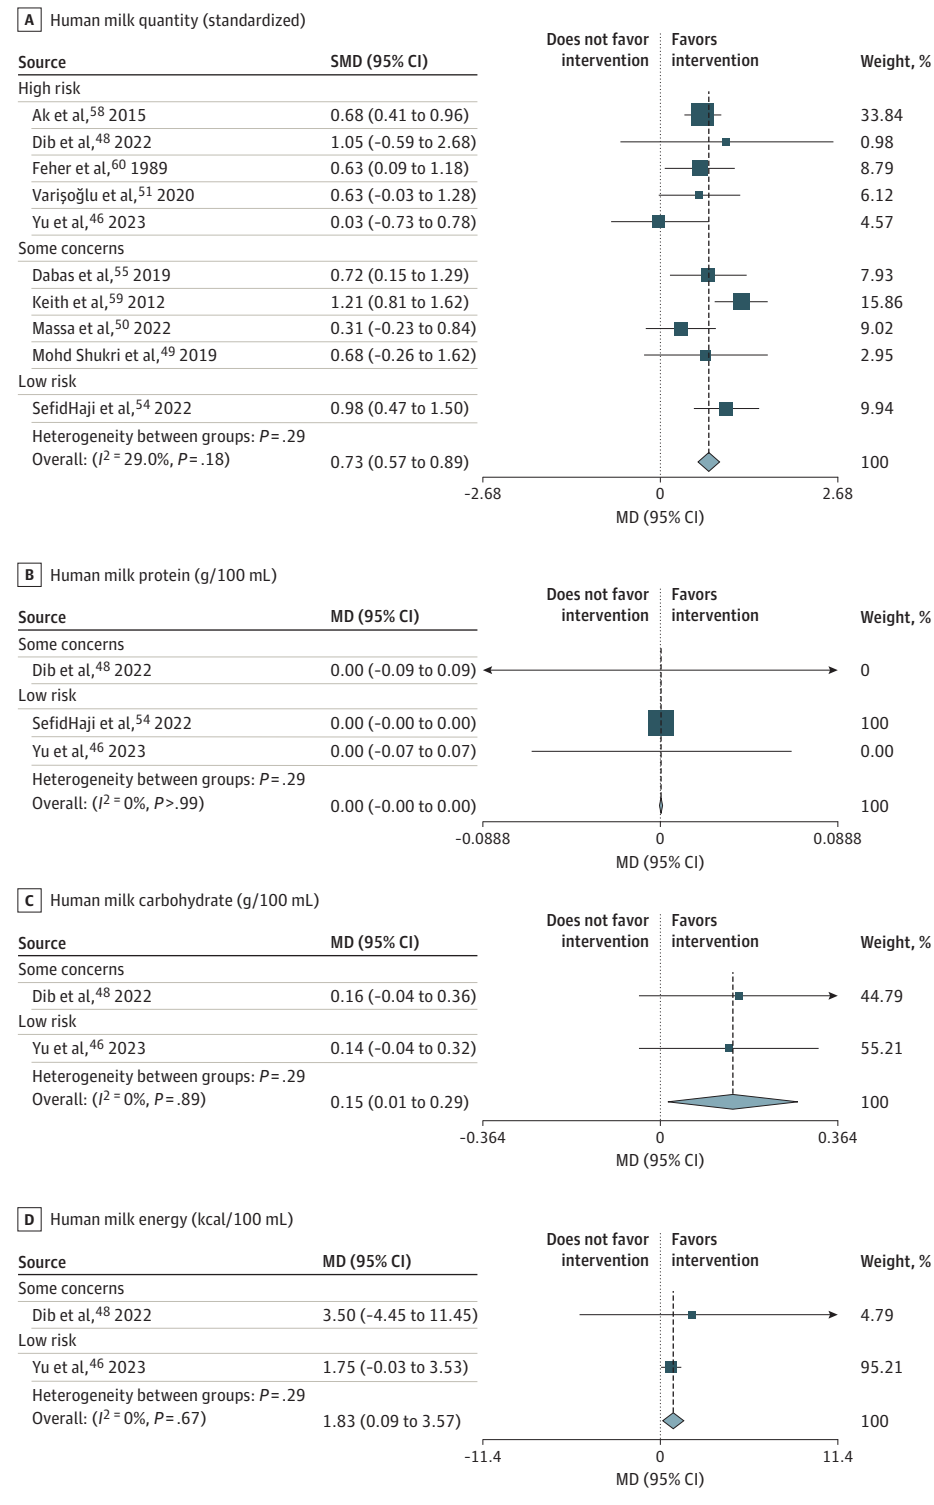 A Human milk quantity (standardized)
Does not favor intervention Favors intervention
Source SMD (95% CI) Weight, %
High risk
Ak et al,58 2015 0.68 (0.41 to 0.96) 33.84
Dib et al,48 2022 1.05 (-0.59 to 2.68) 0.98
Feher et al,60 1989 0.63 (0.09 to 1.18) 8.79
Varişoğlu et al,51 2020 0.63 (-0.03 to 1.28) 6.12
Yu et al,46 2023 0.03 (-0.73 to 0.78) 4.57
Some concerns
Dabas et al,55 2019 0.72 (0.15 to 1.29) 7.93
Keith et al,59 2012 1.21 (0.81 to 1.62) 15.86
Massa et al,50 2022 0.31 (-0.23 to 0.84) 9.02
Mohd Shukri et al,49 2019 0.68 (-0.26 to 1.62) 2.95
Low risk
SefidHaji et al,54 2022 0.98 (0.47 to 1.50) 9.94
Heterogeneity between groups: P=.29
Overall: (I2 = 29.0%, P=.18) 0.73 (0.57 to 0.89) 100
-2.68 0 2.68
MD (95% CI)
B Human milk protein (g/100 mL)
Does not favor intervention Favors intervention
Source MD (95% CI) Weight, %
Some concerns
Dib et al,48 2022 0.00 (-0.09 to 0.09) 0
Low risk
SefidHaji et al,54 2022 0.00 (-0.00 to 0.00) 100
Yu et al,46 2023 0.00 (-0.07 to 0.07) 0.00
Heterogeneity between groups: P=.29
Overall: (I2 = 0%, P>.99) 0.00 (-0.00 to 0.00) 100
-0.0888 0 0.0888
MD (95% CI)
C Human milk carbohydrate (g/100 mL)
Does not favor intervention Favors intervention
Source MD (95% CI) Weight, %
Some concerns
Dib et al,48 2022 0.16 (-0.04 to 0.36) 44.79
Low risk
Yu et al,46 2023 0.14 (-0.04 to 0.32) 55.21
Heterogeneity between groups: P=.29
Overall: (I2 = 0%, P=.89) 0.15 (0.01 to 0.29) 100
-0.364 0 0.364
MD (95% CI)
D Human milk energy (kcal/100 mL)
Does not favor intervention Favors intervention
Source MD (95% CI) Weight, %
Some concerns
Dib et al,48 2022 3.50 (-4.45 to 11.45) 4.79
Low risk
Yu et al,46 2023 1.75 (-0.03 to 3.53) 95.21
Heterogeneity between groups: P=.29
Overall: (I2 = 0%, P=.67) 1.83 (0.09 to 3.57) 100
-11.4 0 11.4
MD (95% CI)